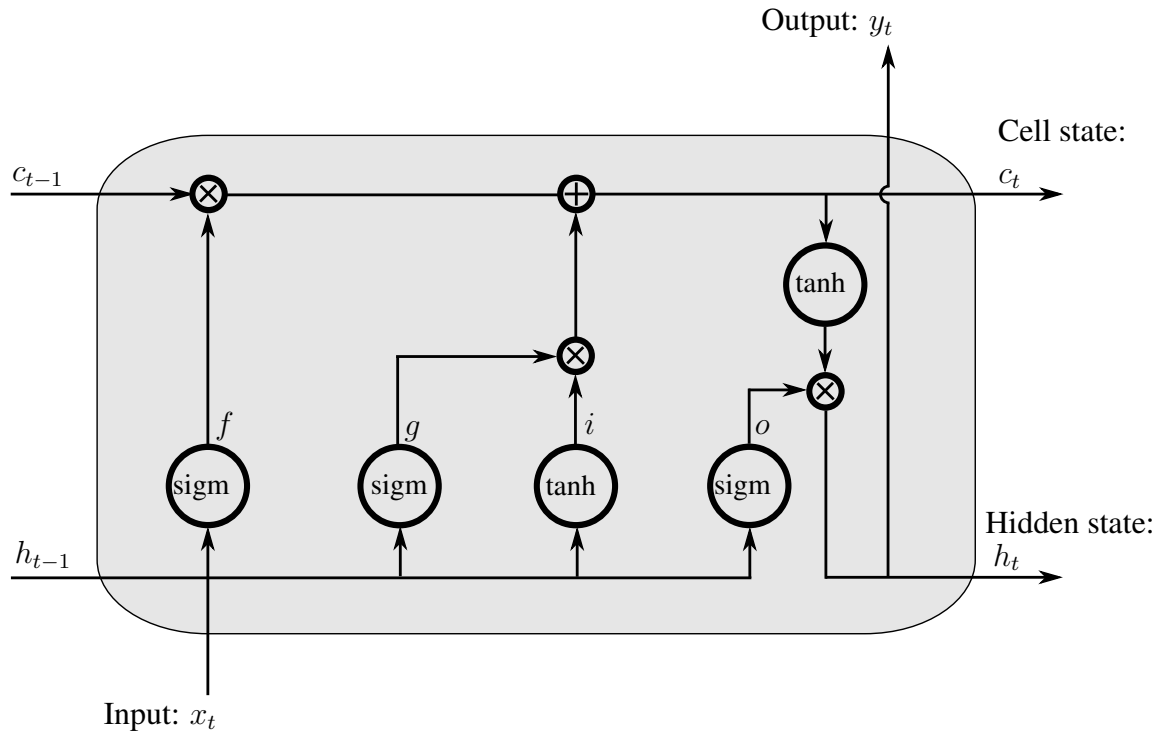 Output: $y_t$
Cell state:
$c_{t-1}$
$c_t$
tanh
$f$
$g$
$i$
$o$
sigm
sigm
tanh
sigm
Hidden state:
$h_{t-1}$
$h_t$
Input: $x_t$